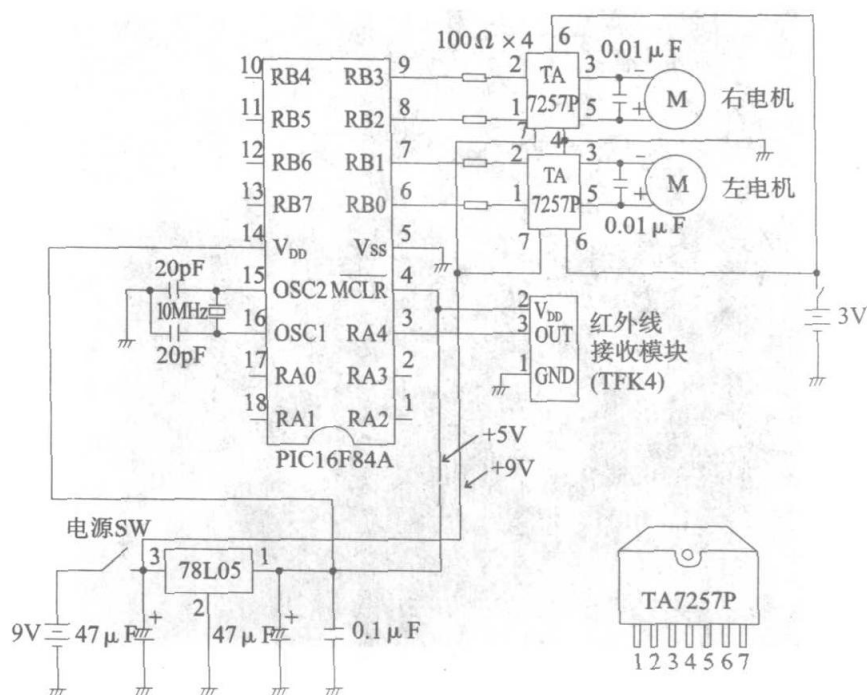 100Ω×4
6
0.01μF
10 RB4 RB3 9
2 TA 3 −
7257P
1 5 +
M 右电机
11 RB5 RB2 8
7 4
12 RB6 RB1 7
2 TA 3 −
7257P
1 5 +
M 左电机
0.01μF
13 RB7 RB0 6
7 6
14 VDD VSS 5
20pF
15 OSC2 MCLR 4
10MHz
16 OSC1 RA4 3
20pF
2 VDD
3 OUT
1 GND
红外线
接收模块
(TFK4)
3V
17 RA0 RA3 2
18 RA1 RA2 1
PIC16F84A
+5V
+9V
电源SW
3 78L05 1
2
9V
47μF +
47μF +
0.1μF
TA7257P
1 2 3 4 5 6 7